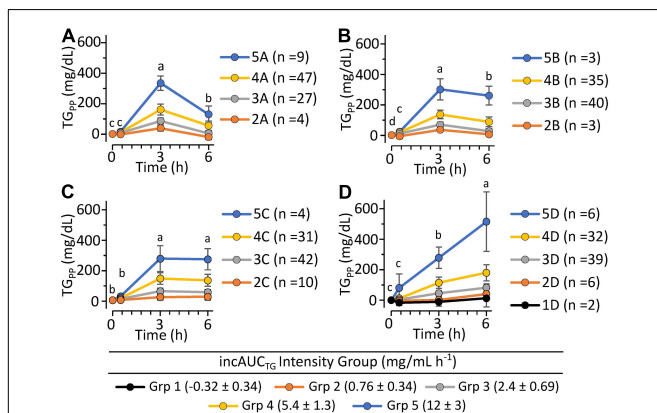 A
600
400
200
0
TG_PP (mg/dL)
a
b
c c
0 3 6
Time (h)
5A (n =9)
4A (n =47)
3A (n =27)
2A (n =4)
B
600
400
200
0
TG_PP (mg/dL)
a
b
d c
0 3 6
Time (h)
5B (n =3)
4B (n =35)
3B (n =40)
2B (n =3)
C
600
400
200
0
TG_PP (mg/dL)
a a
b
b
0 3 6
Time (h)
5C (n =4)
4C (n =31)
3C (n =42)
2C (n =10)
D
600
400
200
0
TG_PP (mg/dL)
a
b
c
c
0 3 6
Time (h)
5D (n =6)
4D (n =32)
3D (n =39)
2D (n =6)
1D (n =2)
incAUC_TG Intensity Group (mg/mL h⁻¹)
Grp 1 (-0.32 ± 0.34) Grp 2 (0.76 ± 0.34) Grp 3 (2.4 ± 0.69)
Grp 4 (5.4 ± 1.3) Grp 5 (12 ± 3)